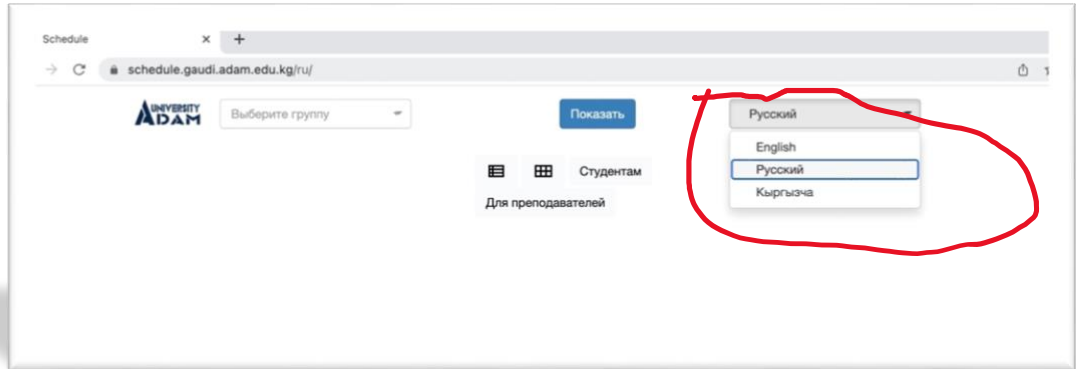 Schedule
schedule.gaudi.adam.edu.kg/ru/
UNIVERSITY
ADAM
Выберите группу
Показать
Русский
English
Русский
Кыргызча
Студентам
Для преподавателей